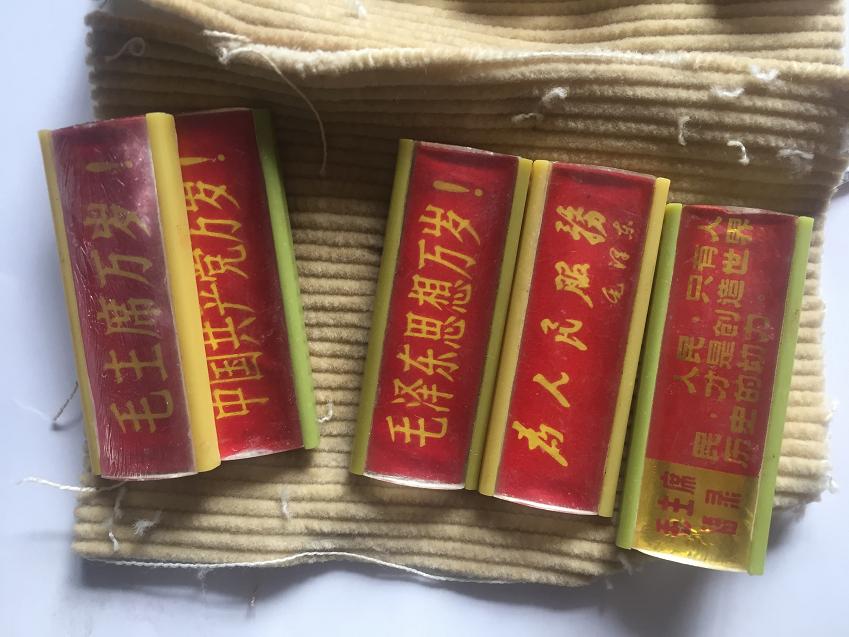 毛主席万岁!
中国共产党万岁!
毛泽东思想万岁!
为人民服務
毛泽东
毛主席
语录
人民,只有人
民,才是创造世界
历史的动力